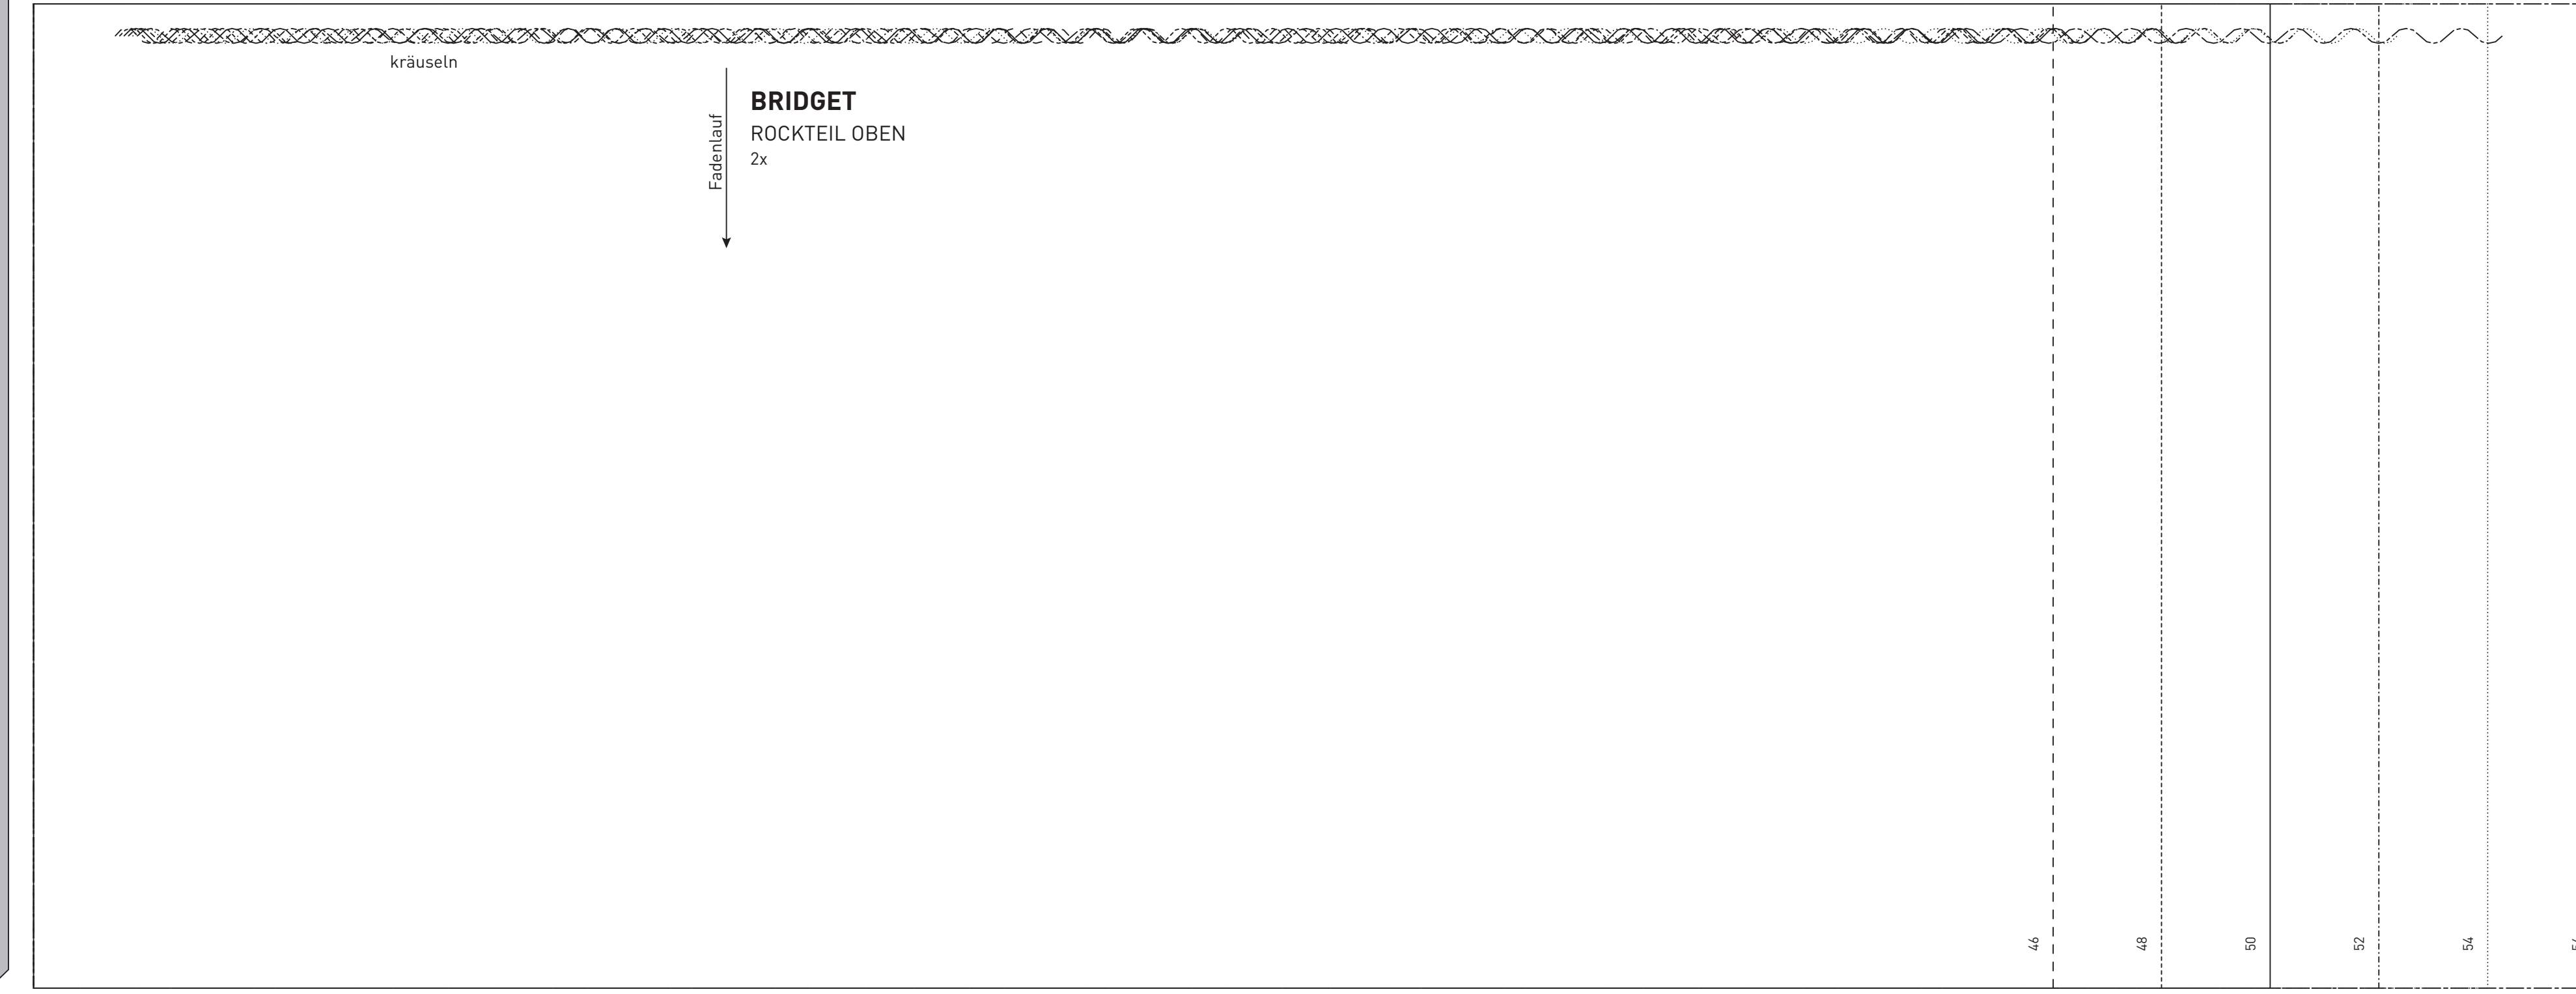 kräuseln
Fadenlauf
BRIDGET
ROCKTEIL OBEN
2x
46
48
50
52
54